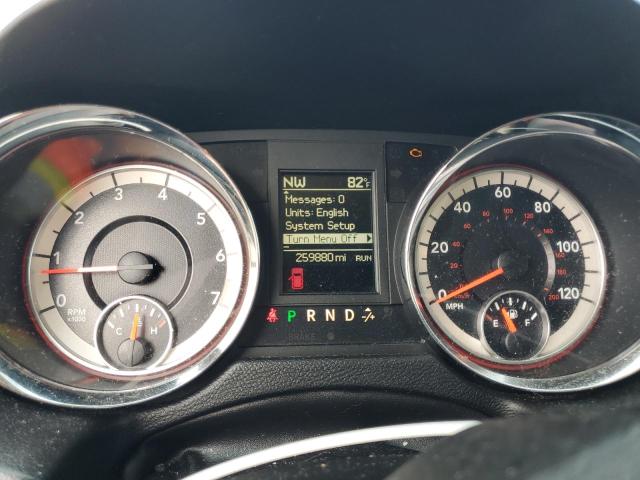 NW 82°F
Messages: 0
Units: English
System Setup
Turn Menu Off
259880 mi RUN
P R N D
BRAKE
0 1 2 3 4 5 6 7
RPM
x1000
C H
0 20 40 60 80 100 120
MPH
E F